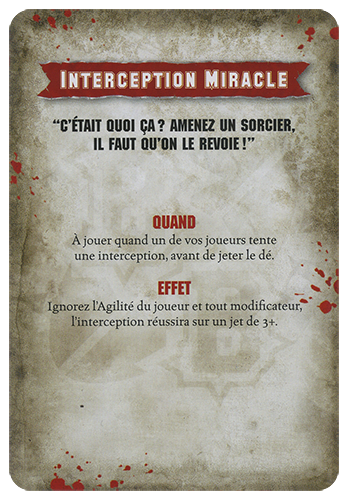 Interception Miracle
“C’ÉTAIT QUOI ÇA ? AMENEZ UN SORCIER,
IL FAUT QU’ON LE REVOIE !”
QUAND
À jouer quand un de vos joueurs tente
une interception, avant de jeter le dé.
EFFET
Ignorez l'Agilité du joueur et tout modificateur,
l’interception réussira sur un jet de 3+.